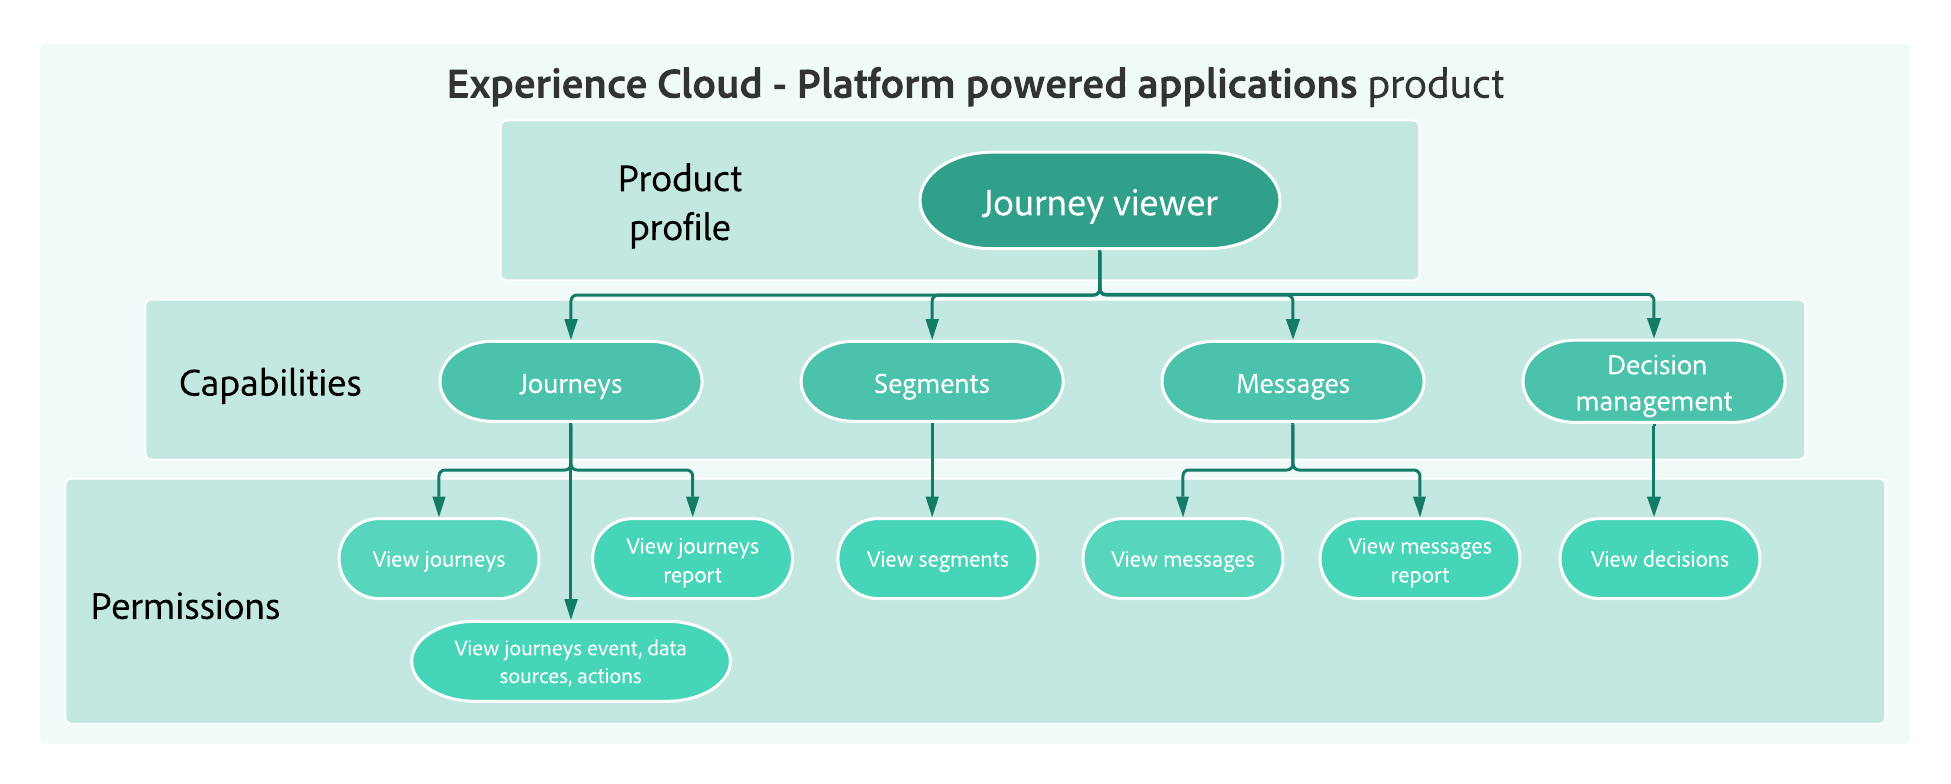 Experience Cloud - Platform powered applications product
Product
profile
Journey viewer
Capabilities
Journeys
Segments
Messages
Decision
management
Permissions
View journeys
View journeys
report
View segments
View messages
View messages
report
View decisions
View journeys event, data
sources, actions